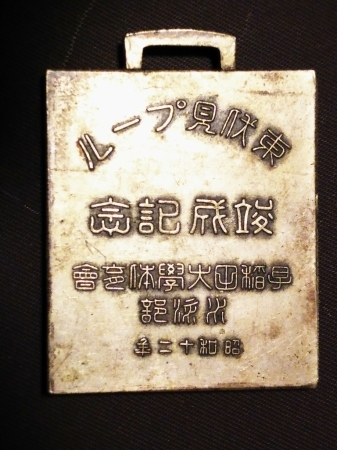 東伏見プール
竣成記念
早稲田大學体育會
水泳部
昭和十二年